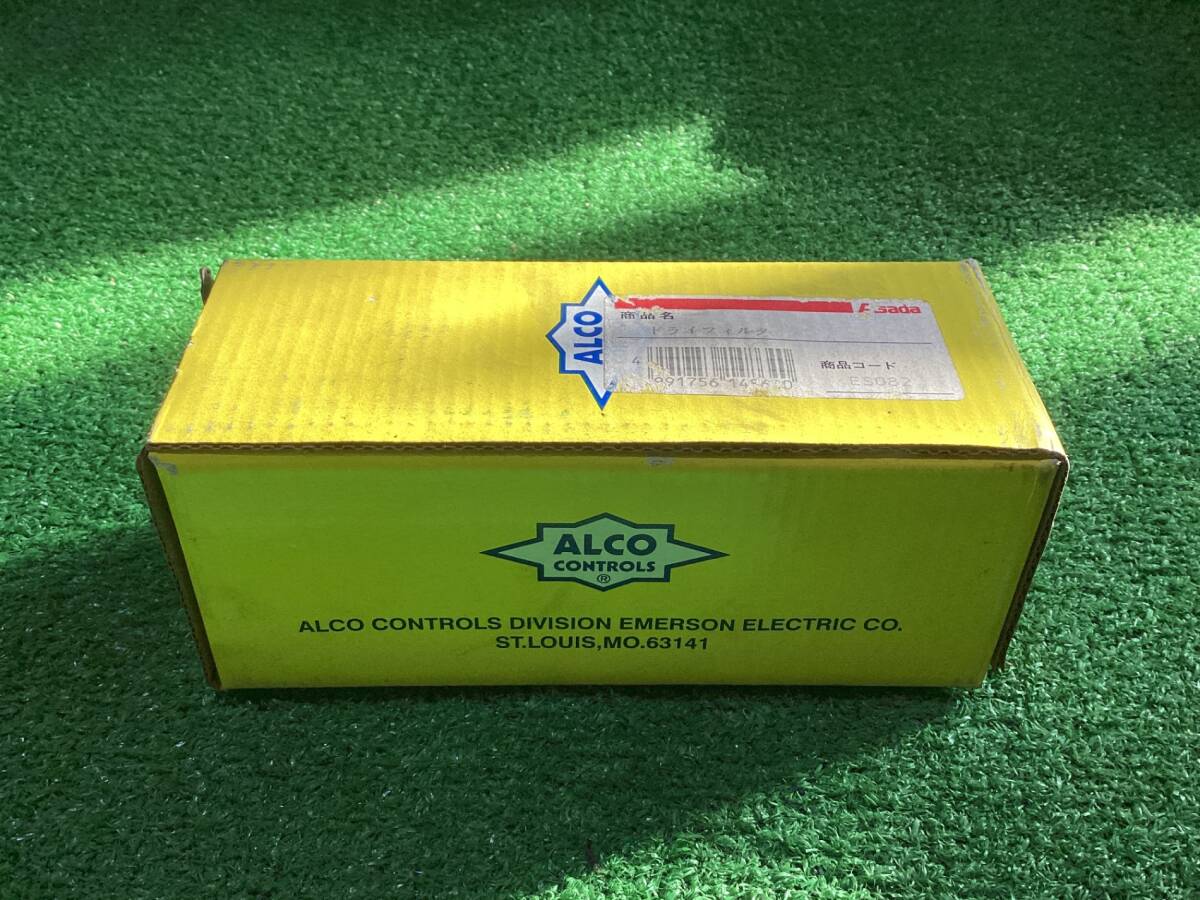 ALCO
Asada
商品名
ドライフィルタ
商品コード
ES082
ALCO
CONTROLS
®
ALCO CONTROLS DIVISION EMERSON ELECTRIC CO.
ST.LOUIS,MO.63141